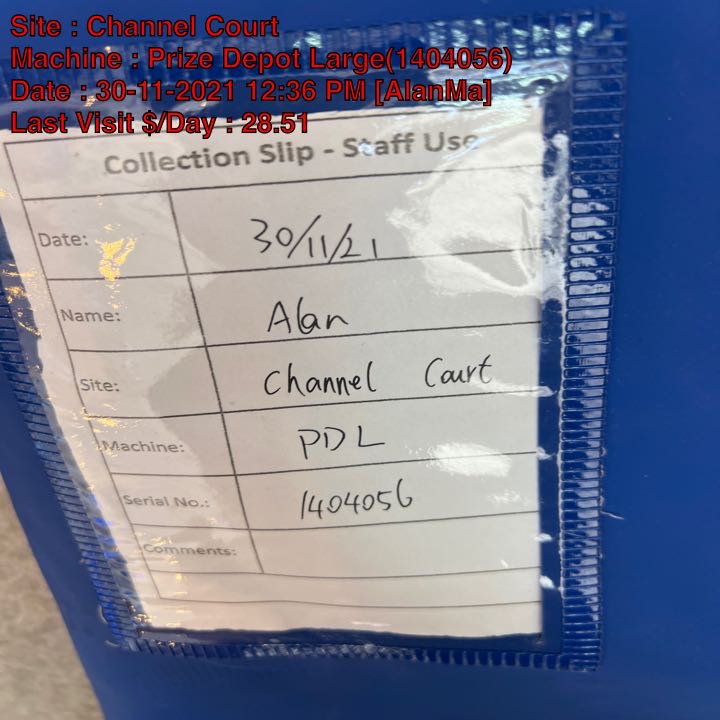 Site : Channel Court
Machine : Prize Depot Large(1404056)
Date : 30-11-2021 12:36 PM [AlanMa]
Last Visit $/Day : 28.51
Collection Slip - Staff Use
Date: 30/11/21
Name: Alan
Site: Channel Court
Machine: PDL
Serial No.: 1404056
Comments: